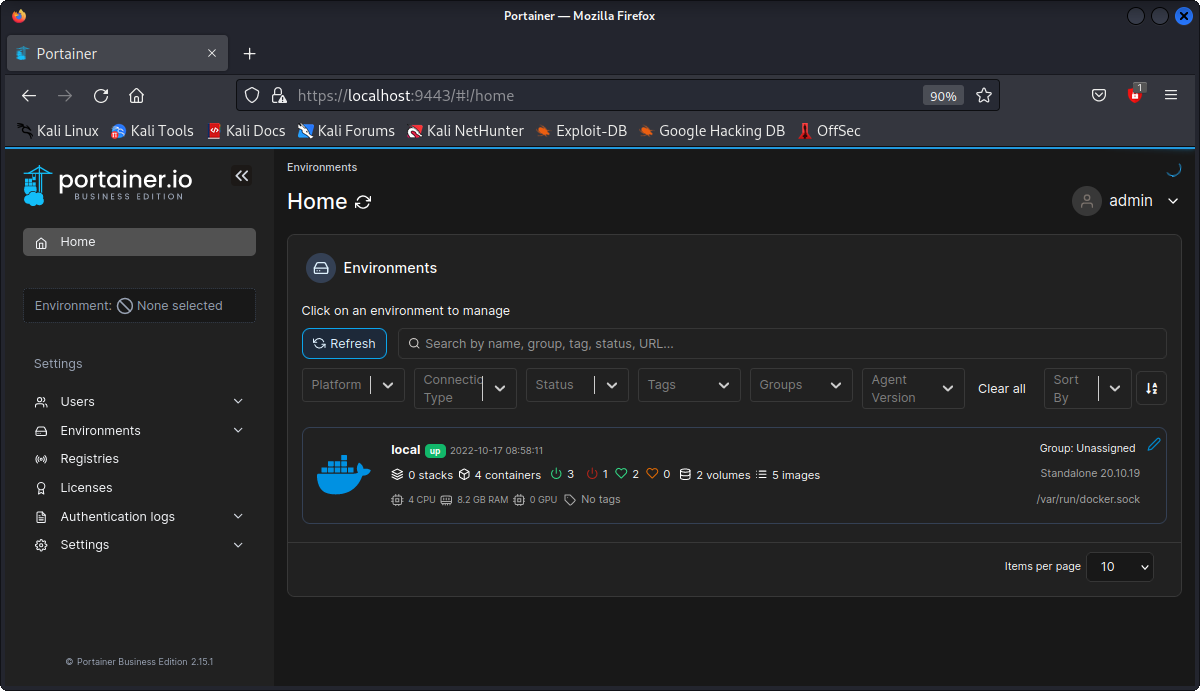 Portainer — Mozilla Firefox
Portainer
https://localhost:9443/#!/home
90%
1
Kali Linux Kali Tools Kali Docs Kali Forums Kali NetHunter Exploit-DB Google Hacking DB OffSec
portainer.io
BUSINESS EDITION
Home
Environment: None selected
Settings
Users
Environments
Registries
Licenses
Authentication logs
Settings
© Portainer Business Edition 2.15.1
Environments
Home
admin
Environments
Click on an environment to manage
Refresh
Search by name, group, tag, status, URL...
Platform
Connectic
Type
Status
Tags
Groups
Agent
Version
Clear all
Sort
By
local up 2022-10-17 08:58:11
0 stacks 4 containers 3 1 2 0 2 volumes 5 images
4 CPU 8.2 GB RAM 0 GPU No tags
Group: Unassigned
Standalone 20.10.19
/var/run/docker.sock
Items per page 10